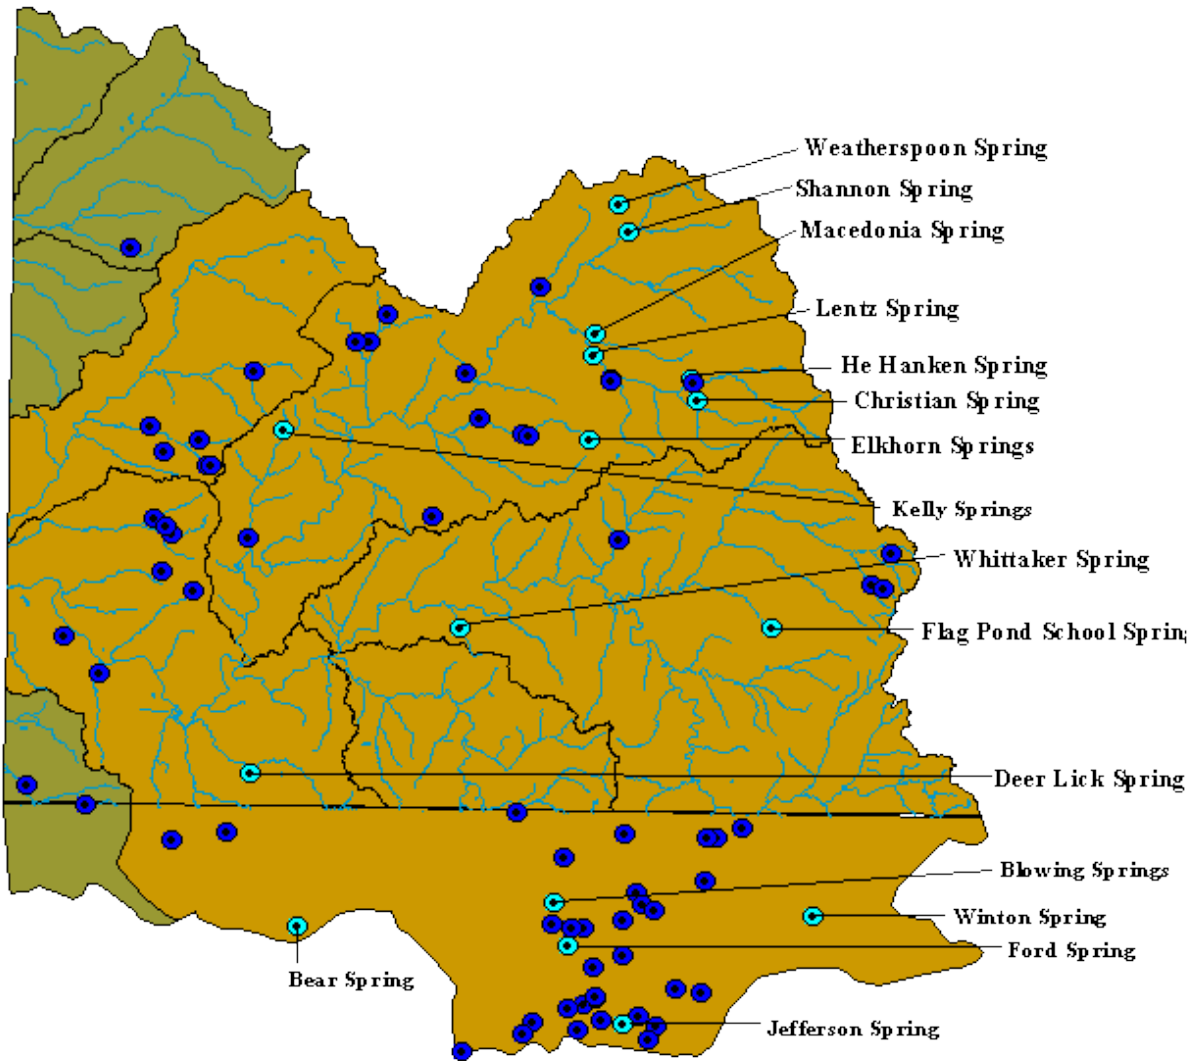 Weatherspoon Spring
Shannon Spring
Macedonia Spring
Lentz Spring
He Hanken Spring
Christian Spring
Elkhorn Springs
Kelly Springs
Whittaker Spring
Flag Pond School Spring
Deer Lick Spring
Blowing Springs
Winton Spring
Ford Spring
Bear Spring
Jefferson Spring